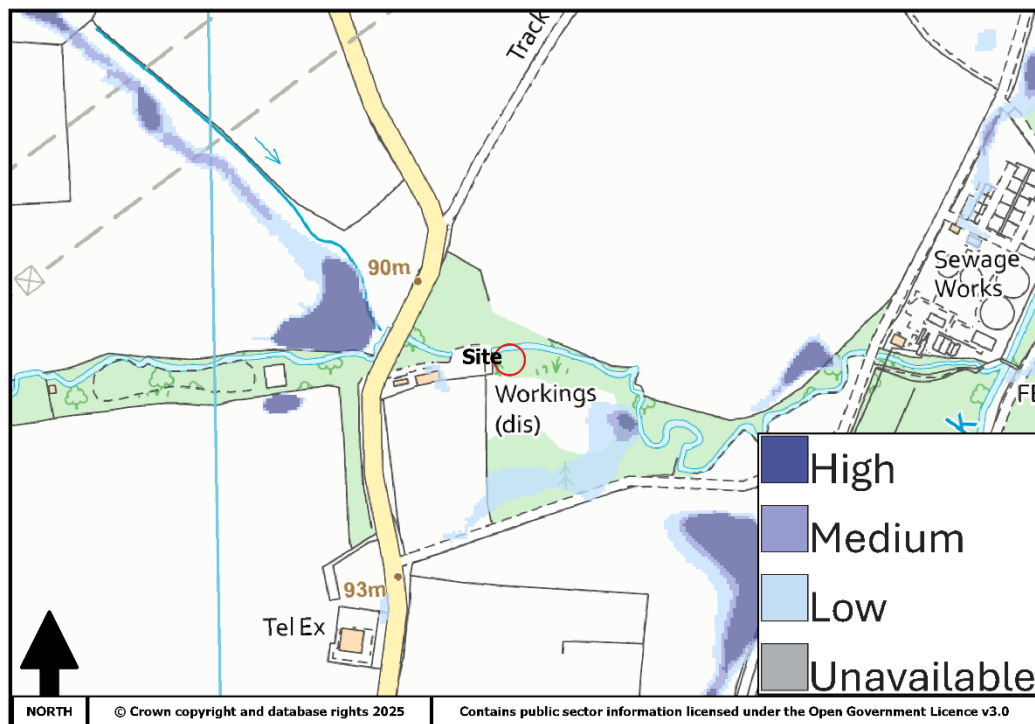 Track
90m
Sewage
Works
Site
Workings
(dis)
FB
k
High
Medium
Low
Unavailable
93m
Tel Ex
NORTH
© Crown copyright and database rights 2025
Contains public sector information licensed under the Open Government Licence v3.0